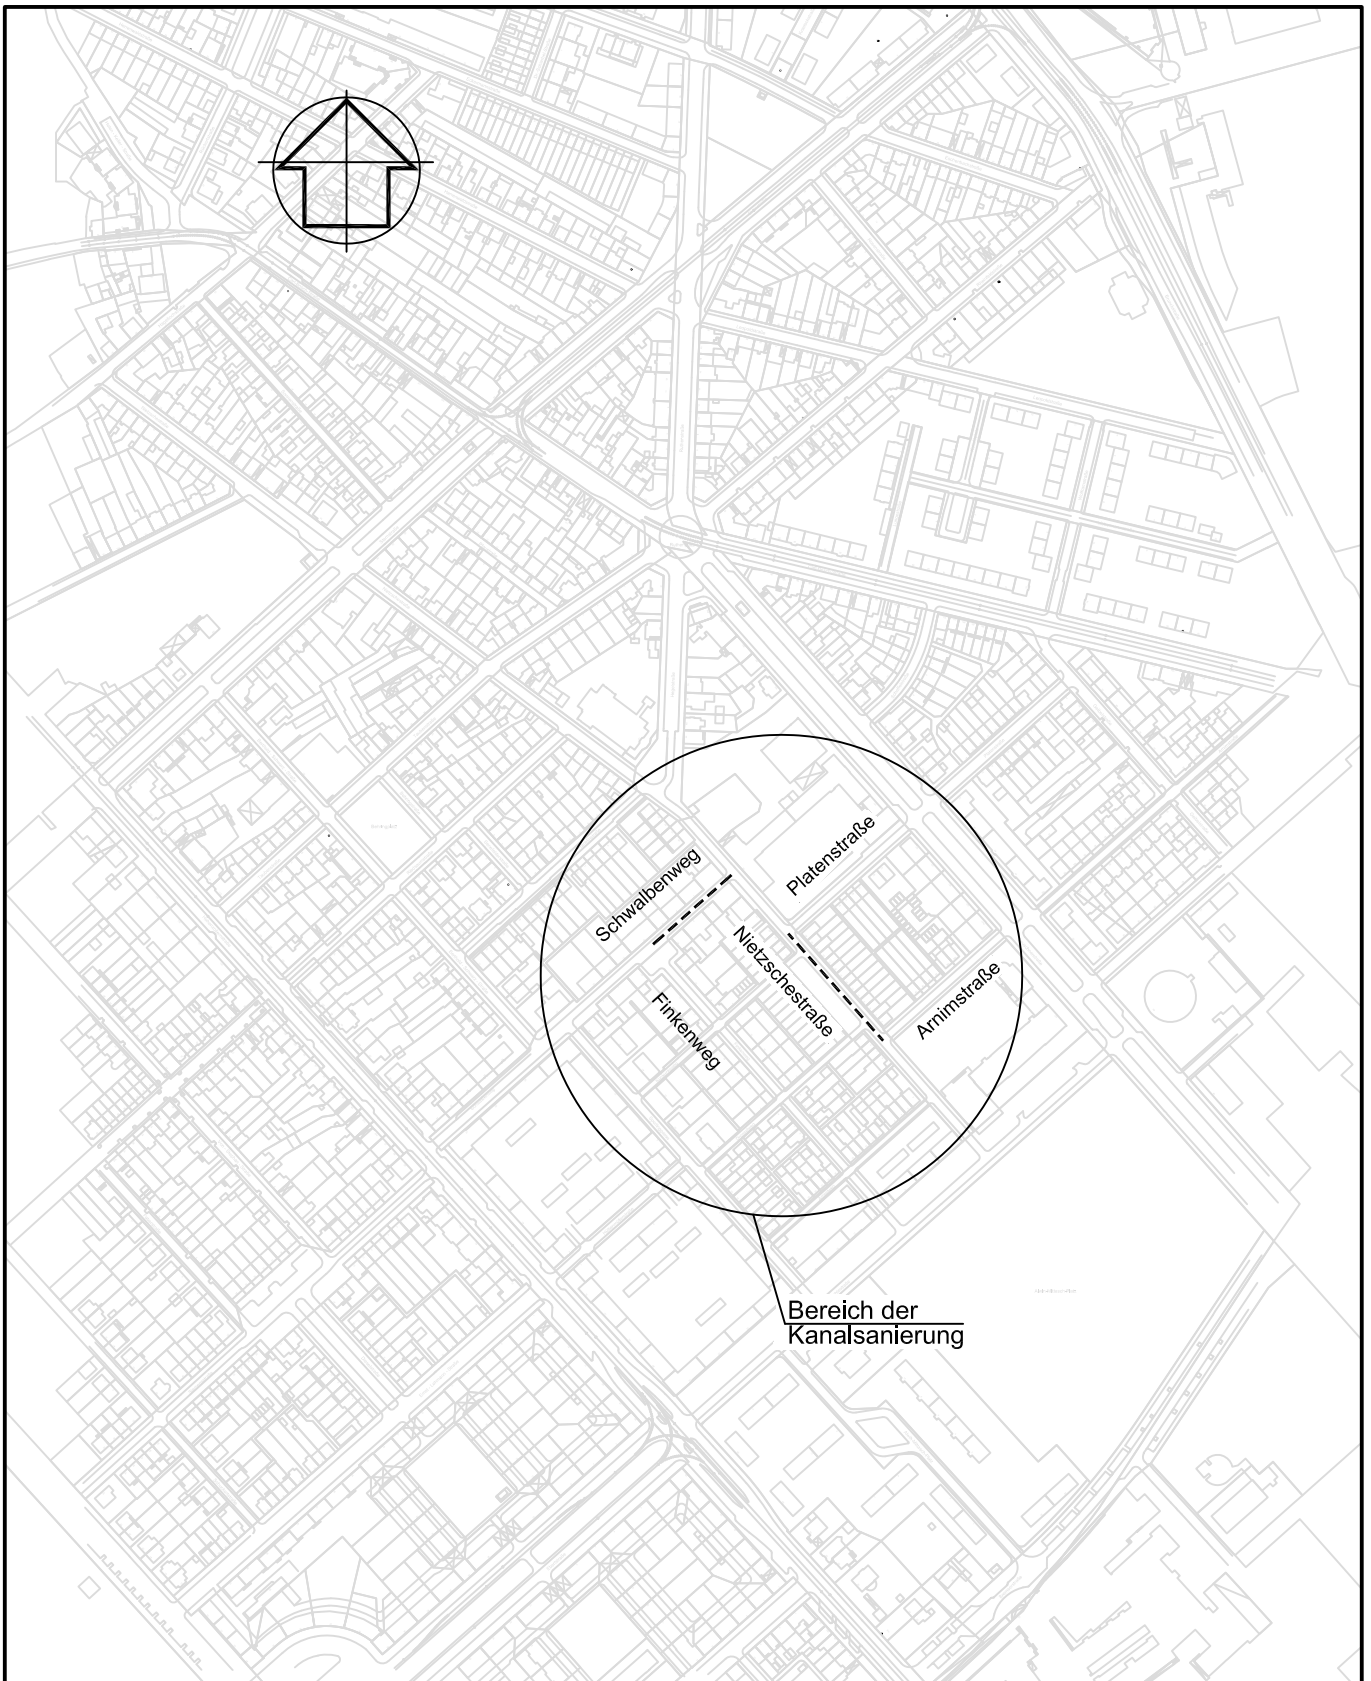 Platenstraße
Schwalbenweg
Nietzschestraße
Arnimstraße
Finkenweg
Bereich der
Kanalsanierung